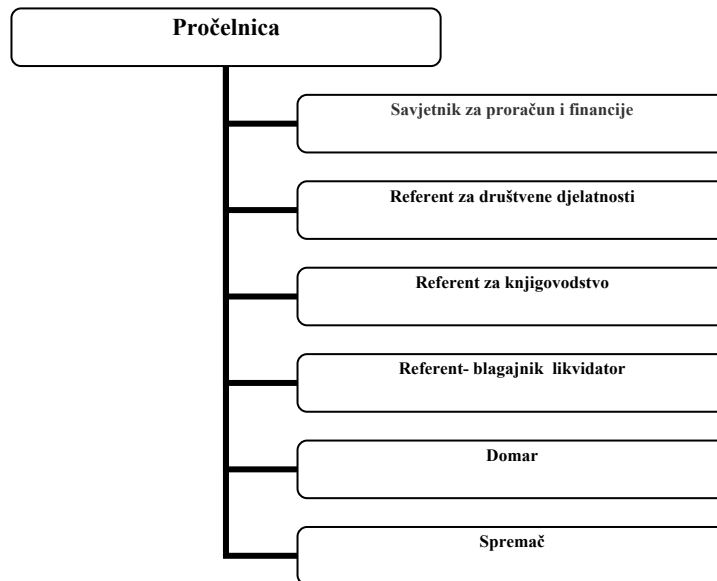 Pročelnica
Savjetnik za proračun i financije
Referent za društvene djelatnosti
Referent za knjigovodstvo
Referent- blagajnik  likvidator
Domar
Spremač